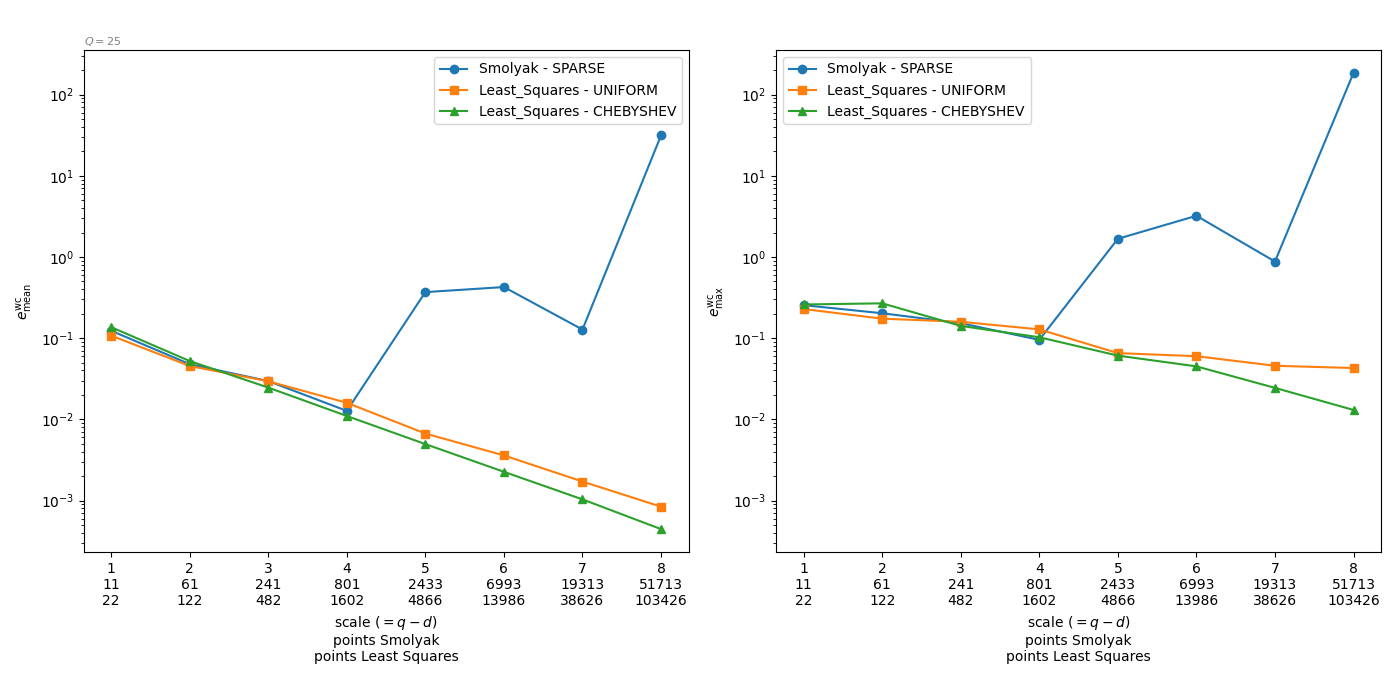 Q = 25
Smolyak - SPARSE
Least_Squares - UNIFORM
Least_Squares - CHEBYSHEV
10²
10¹
10⁰
10⁻¹
10⁻²
10⁻³
e^wc_mean
1 2 3 4 5 6 7 8
11 61 241 801 2433 6993 19313 51713
22 122 482 1602 4866 13986 38626 103426
scale (= q − d)
points Smolyak
points Least Squares
Smolyak - SPARSE
Least_Squares - UNIFORM
Least_Squares - CHEBYSHEV
10²
10¹
10⁰
10⁻¹
10⁻²
10⁻³
e^wc_max
1 2 3 4 5 6 7 8
11 61 241 801 2433 6993 19313 51713
22 122 482 1602 4866 13986 38626 103426
scale (= q − d)
points Smolyak
points Least Squares